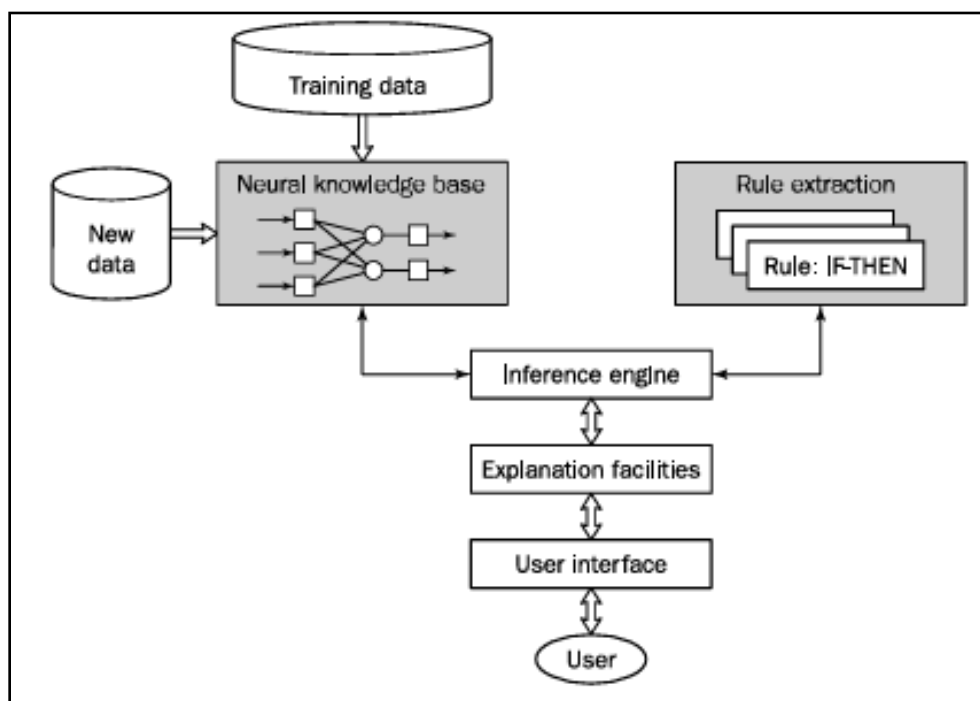 Training data
Neural knowledge base
Rule extraction
New
data
Rule: IF-THEN
Inference engine
Explanation facilities
User interface
User